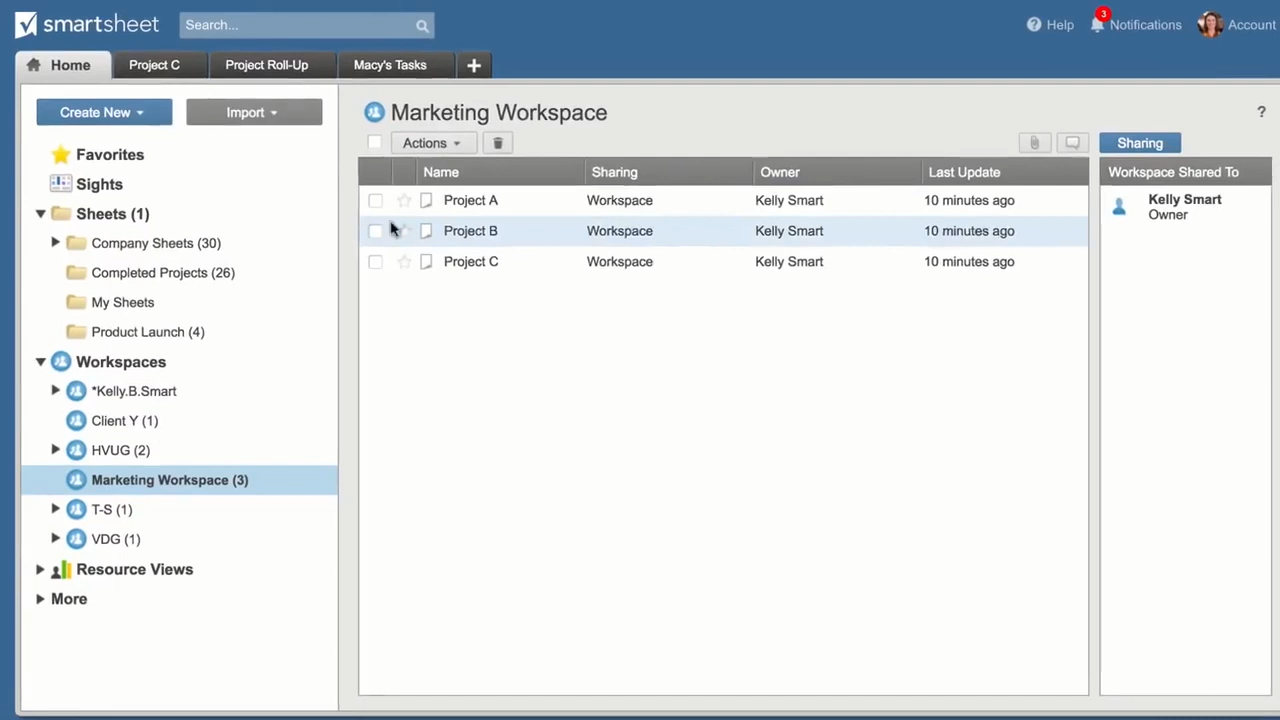 smartsheet
Search...
Help
3
Notifications
Account
Home
Project C
Project Roll-Up
Macy's Tasks
+
Create New
Import
Favorites
Sights
Sheets (1)
Company Sheets (30)
Completed Projects (26)
My Sheets
Product Launch (4)
Workspaces
*Kelly.B.Smart
Client Y (1)
HVUG (2)
Marketing Workspace (3)
T-S (1)
VDG (1)
Resource Views
More
Marketing Workspace
?
Actions
Sharing
Name Sharing Owner Last Update
Project A Workspace Kelly Smart 10 minutes ago
Project B Workspace Kelly Smart 10 minutes ago
Project C Workspace Kelly Smart 10 minutes ago
Workspace Shared To
Kelly Smart
Owner